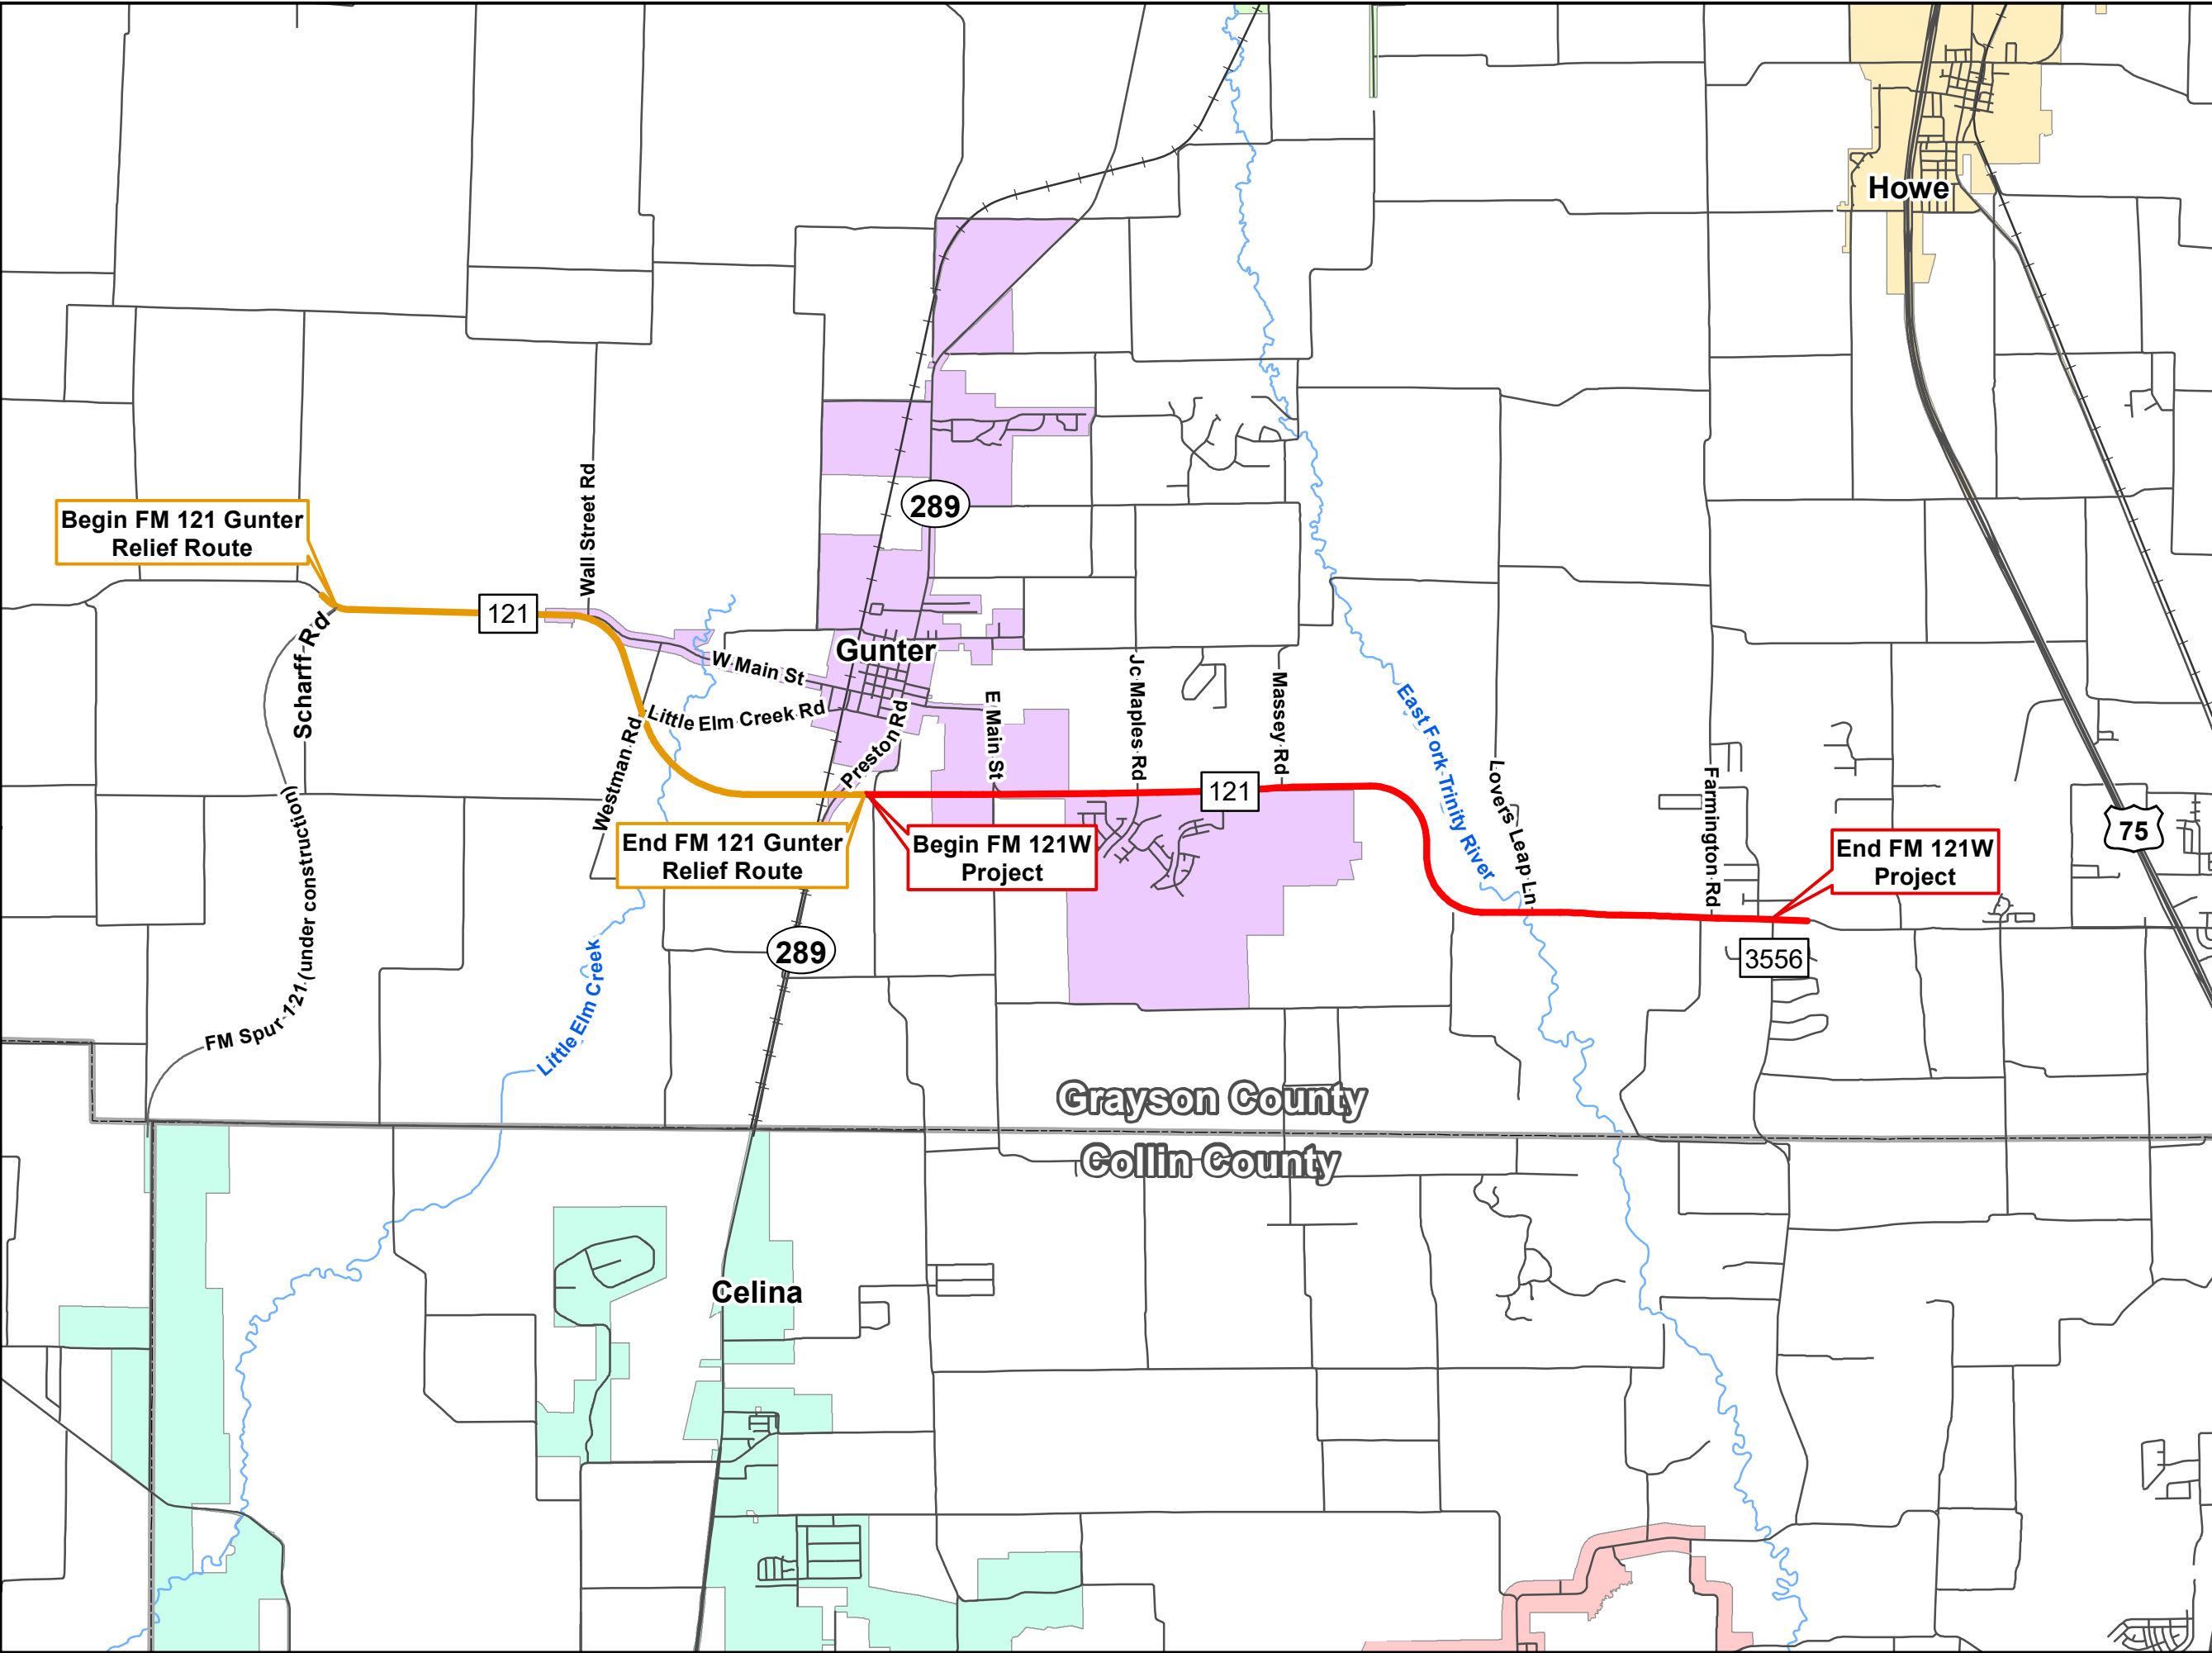 Howe
Begin FM 121 Gunter
Relief Route
Wall Street Rd
289
121
Scharff Rd
Gunter
W Main St
Little Elm Creek Rd
Preston Rd
E Main St
Jc Maples Rd
Massey Rd
East Fork Trinity River
Westman Rd
Lovers Leap Ln
Farmington Rd
121
75
End FM 121 Gunter
Relief Route
Begin FM 121W
Project
End FM 121W
Project
289
3556
FM Spur 121 (under construction)
Little Elm Creek
Grayson County
Collin County
Celina